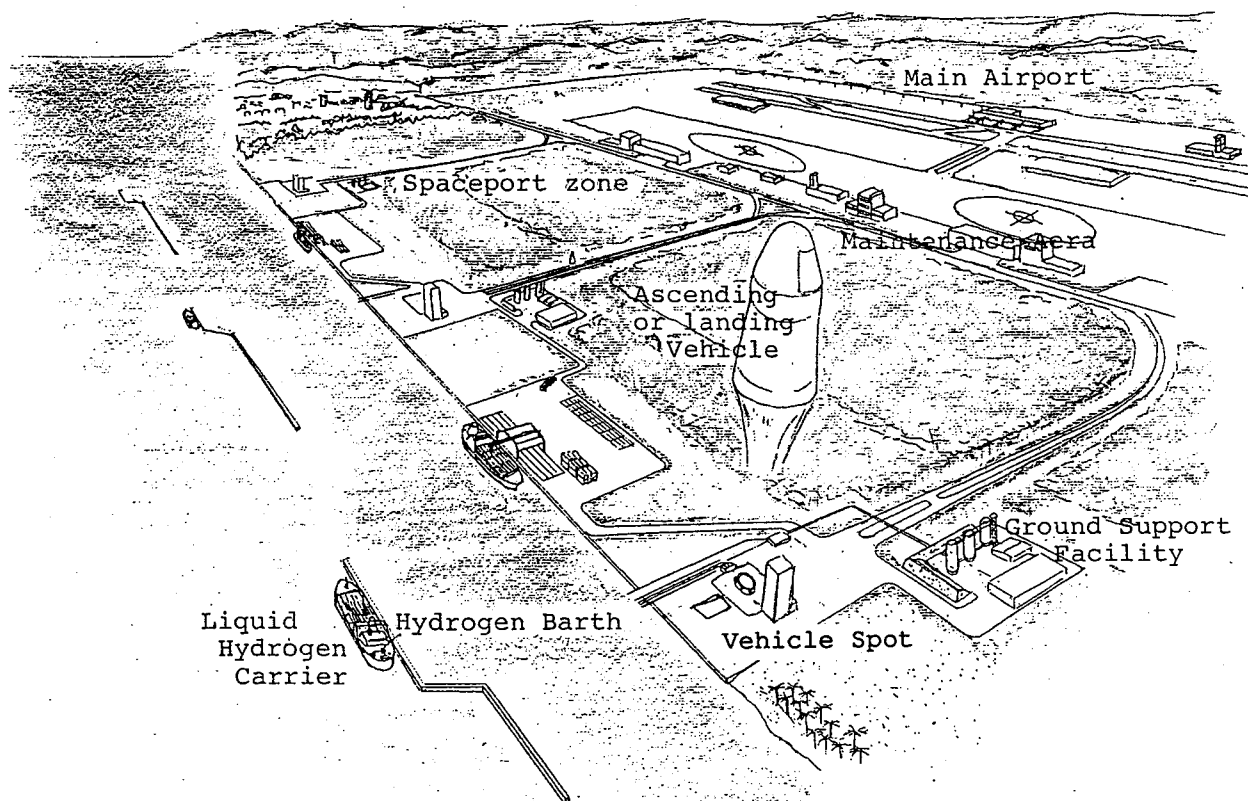 Main Airport
Spaceport zone
Maintenance Aera
Ascending
or landing
Vehicle
Ground Support
Facility
Liquid
Hydrogen
Carrier
Hydrogen Barth
Vehicle Spot